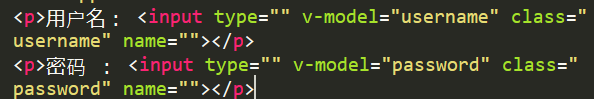 <p>用户名： <input type="" v-model="username" class="
username" name=""></p>
<p>密码 ： <input type="" v-model="password" class="
password" name=""></p>